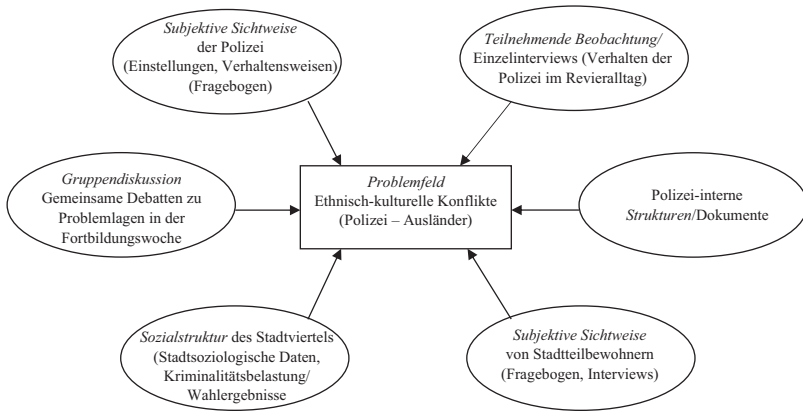 Subjektive Sichtweise
der Polizei
(Einstellungen, Verhaltensweisen)
(Fragebogen)
Teilnehmende Beobachtung/
Einzelinterviews (Verhalten der
Polizei im Revieralltag)
Gruppendiskussion
Gemeinsame Debatten zu
Problemlagen in der
Fortbildungswoche
Problemfeld
Ethnisch-kulturelle Konflikte
(Polizei – Ausländer)
Polizei-interne
Strukturen/Dokumente
Sozialstruktur des Stadtviertels
(Stadtsoziologische Daten,
Kriminalitätsbelastung/
Wahlergebnisse
Subjektive Sichtweise
von Stadtteilbewohnern
(Fragebogen, Interviews)